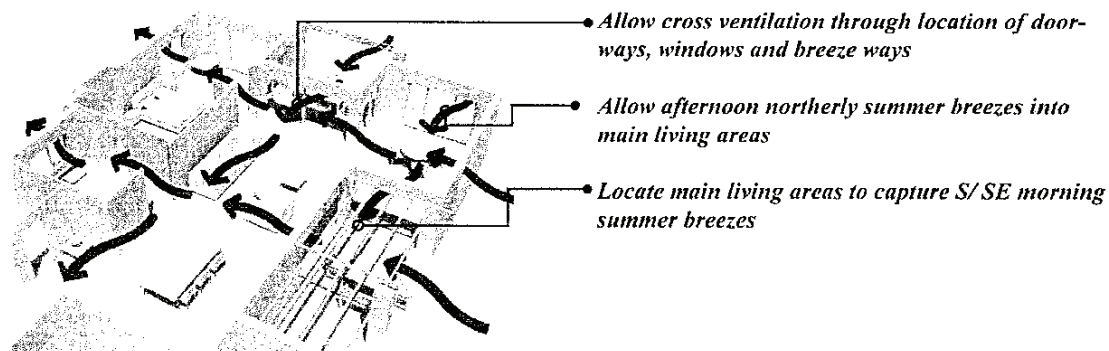 Allow cross ventilation through location of door-
ways, windows and breeze ways
Allow afternoon northerly summer breezes into
main living areas
Locate main living areas to capture S/ SE morning
summer breezes